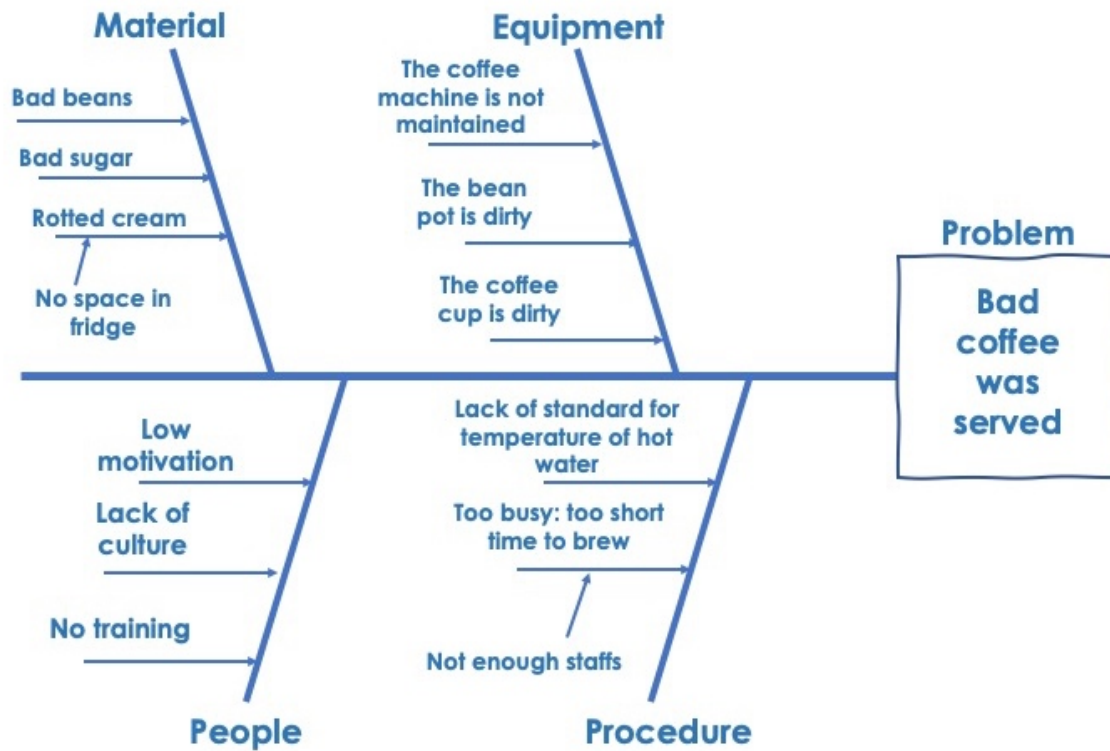 Material
Bad beans
Bad sugar
Rotted cream
No space in
fridge
Equipment
The coffee
machine is not
maintained
The bean
pot is dirty
The coffee
cup is dirty
Problem
Bad
coffee
was
served
Low
motivation
Lack of
culture
No training
People
Lack of standard for
temperature of hot
water
Too busy: too short
time to brew
Not enough staffs
Procedure